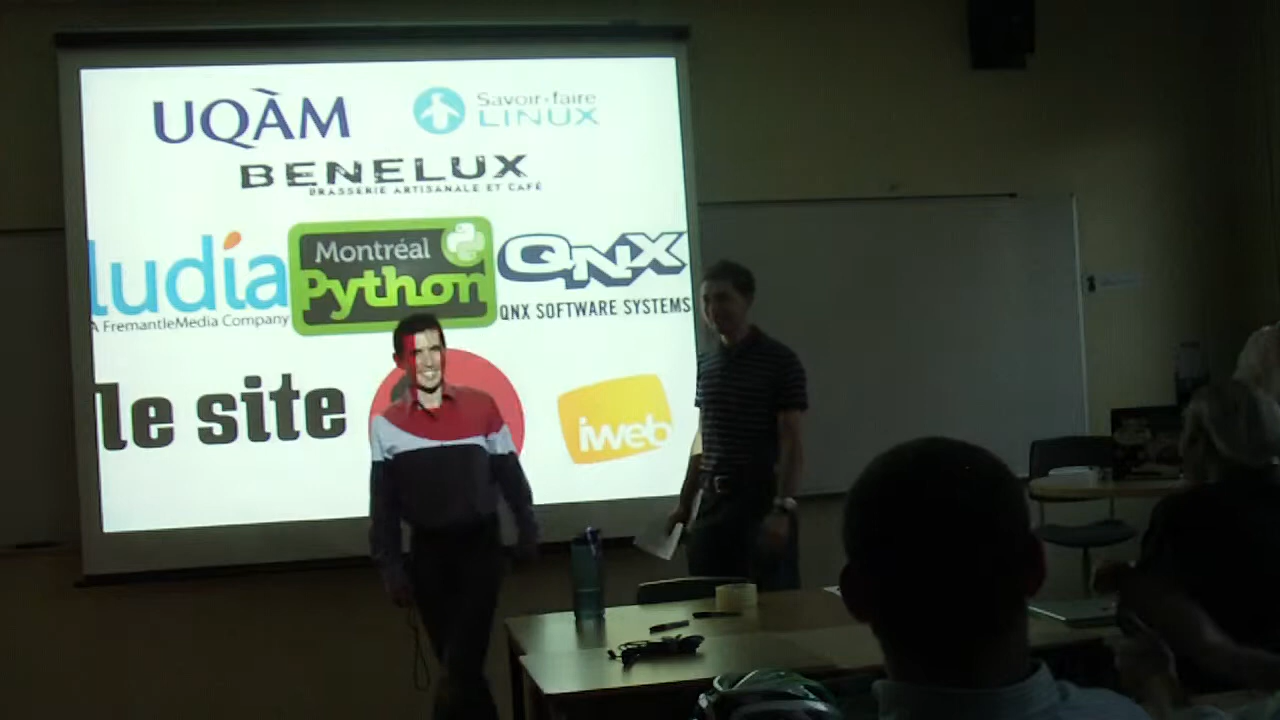 UQÀM
Savoir-faire
LINUX
BENELUX
BRASSERIE ARTISANALE ET CAFÉ
ludia
A FremantleMedia Company
Montréal
Python
QNX
QNX SOFTWARE SYSTEMS
le site
iweb